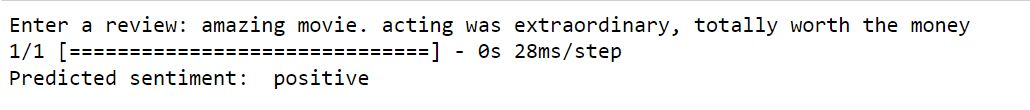 Enter a review: amazing movie. acting was extraordinary, totally worth the money
1/1 [==============================] - 0s 28ms/step
Predicted sentiment:  positive